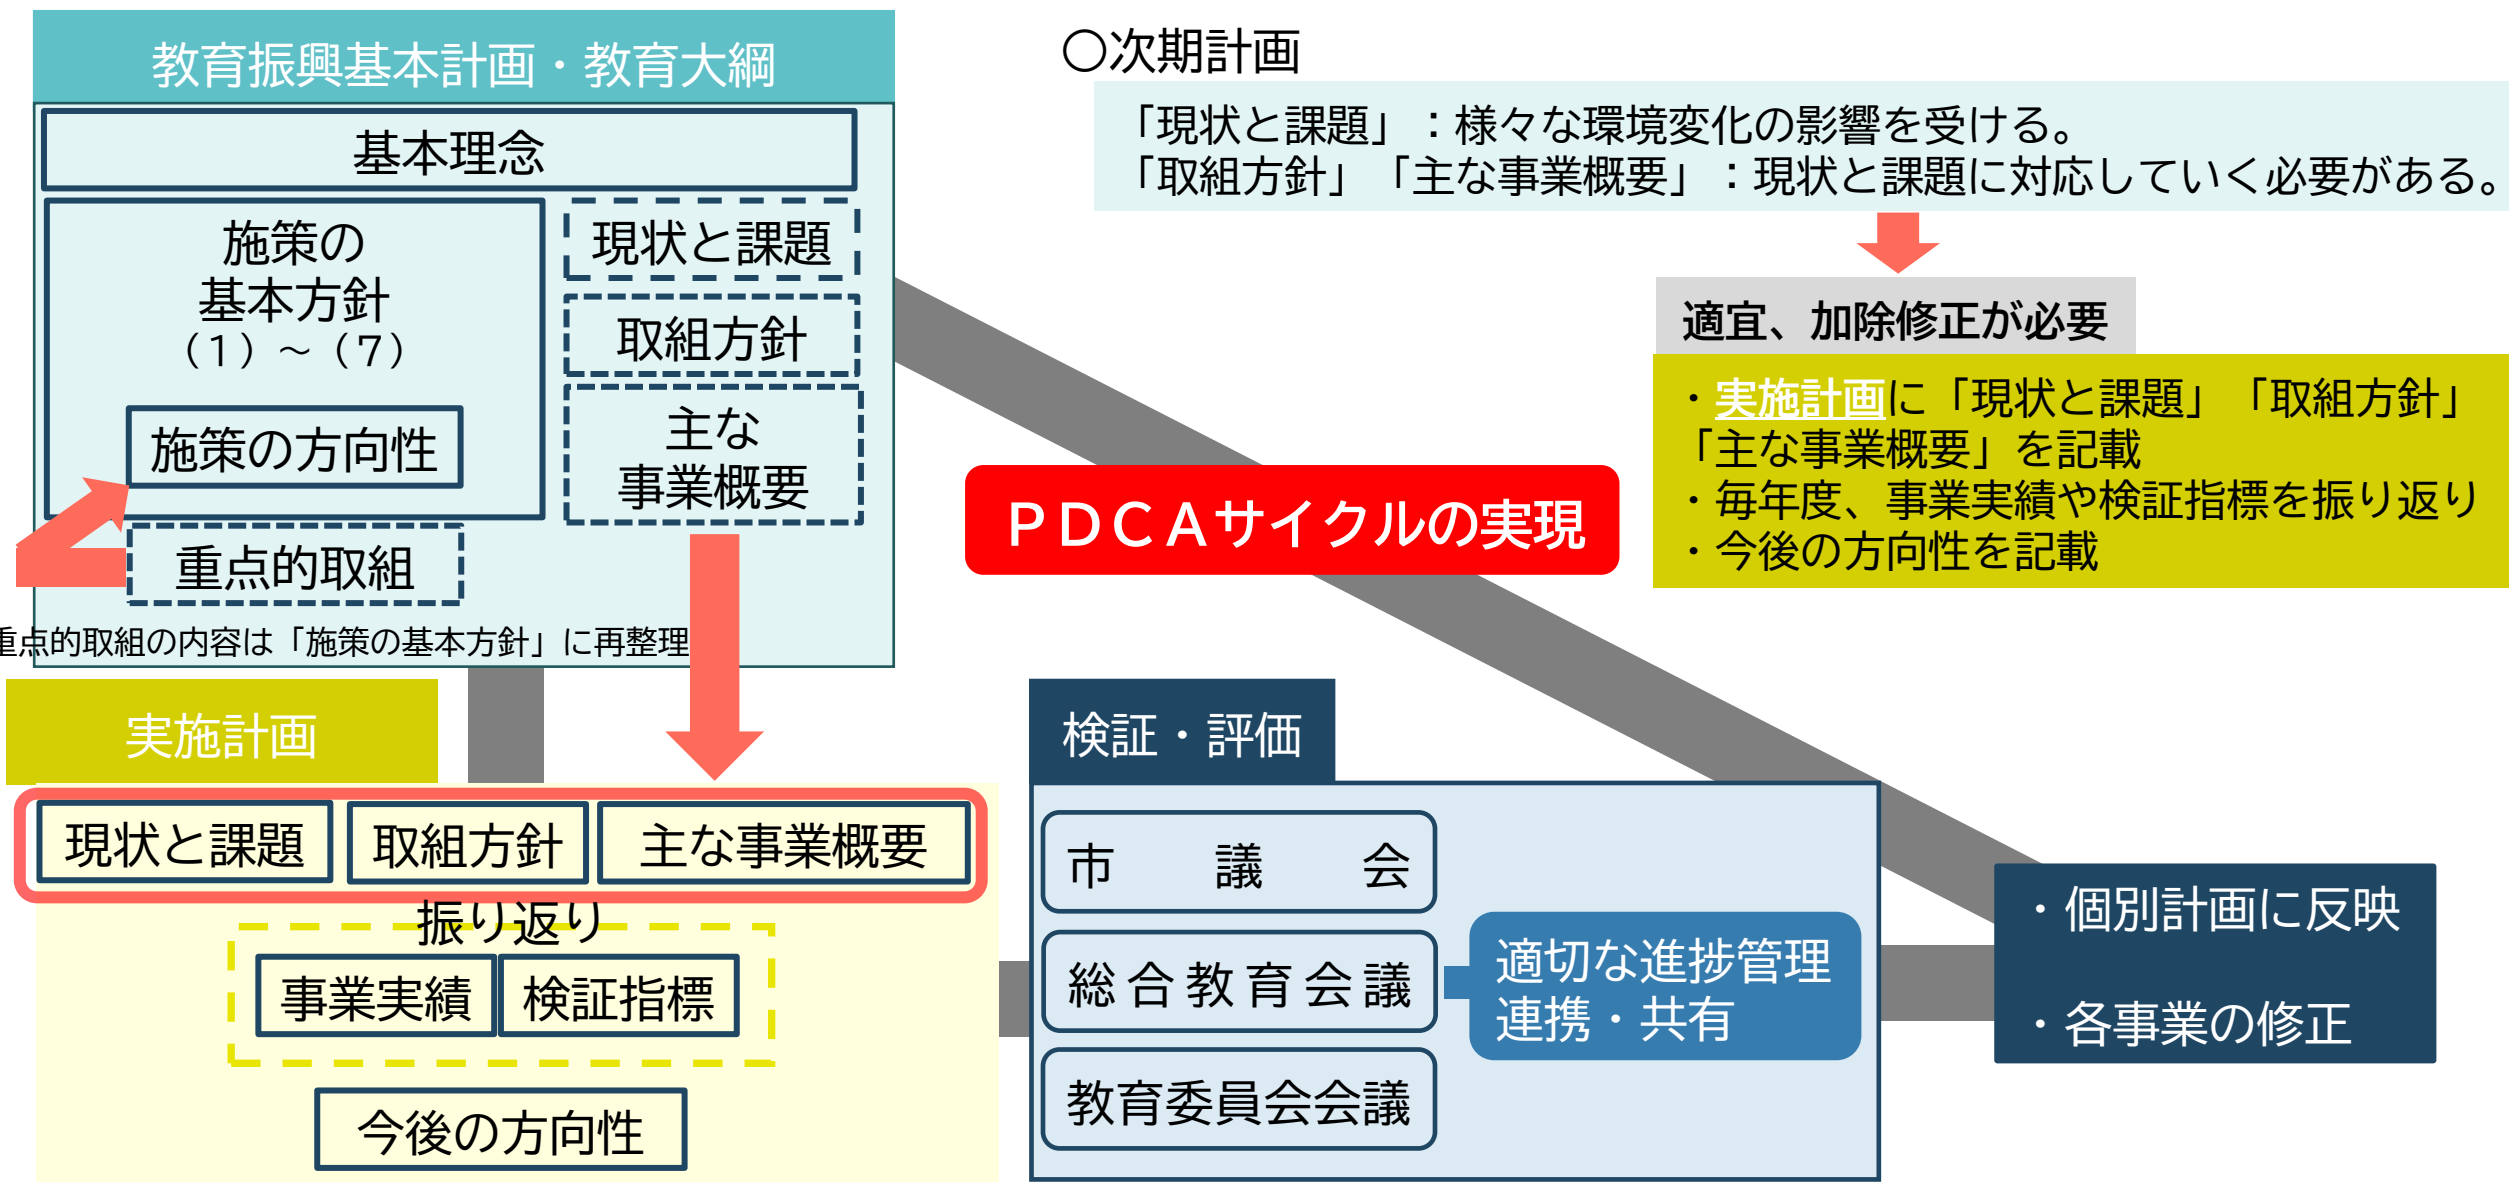 教育振興基本計画・教育大綱
基本理念
施策の
基本方針
（１）～（７）
施策の方向性
重点的取組
現状と課題
取組方針
主な
事業概要
重点的取組の内容は「施策の基本方針」に再整理
〇次期計画
「現状と課題」：様々な環境変化の影響を受ける。
「取組方針」「主な事業概要」：現状と課題に対応していく必要がある。
適宜、加除修正が必要
・実施計画に「現状と課題」「取組方針」
「主な事業概要」を記載
・毎年度、事業実績や検証指標を振り返り
・今後の方向性を記載
ＰＤＣＡサイクルの実現
実施計画
現状と課題
取組方針
主な事業概要
振り返り
事業実績
検証指標
今後の方向性
検証・評価
市　議　会
総合教育会議
教育委員会会議
適切な進捗管理
連携・共有
・個別計画に反映
・各事業の修正